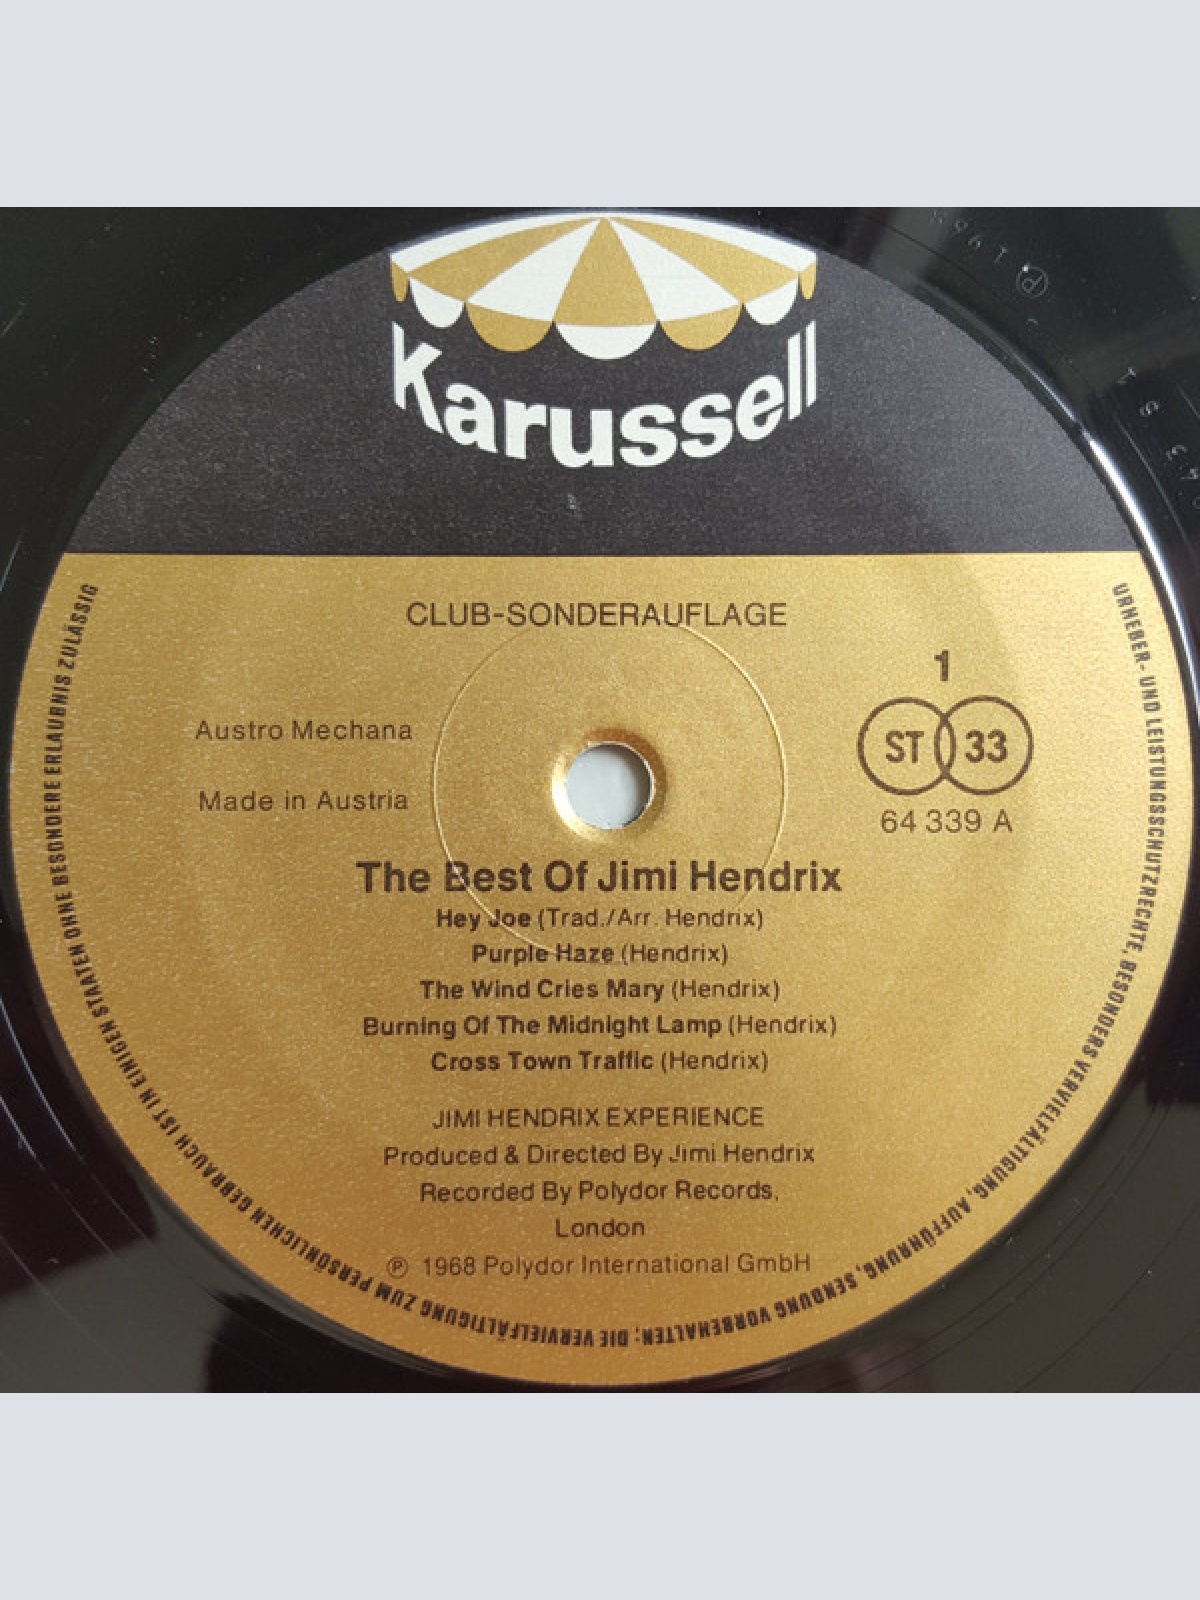 Karussell
CLUB-SONDERAUFLAGE
1
ST 33
64 339 A
Austro Mechana
Made in Austria
The Best Of Jimi Hendrix
Hey Joe (Trad./Arr. Hendrix)
Purple Haze (Hendrix)
The Wind Cries Mary (Hendrix)
Burning Of The Midnight Lamp (Hendrix)
Cross Town Traffic (Hendrix)
JIMI HENDRIX EXPERIENCE
Produced & Directed By Jimi Hendrix
Recorded By Polydor Records,
London
℗ 1968 Polydor International GmbH
URHEBER- UND LEISTUNGSSCHUTZRECHTE, BESONDERS VERVIELFÄLTIGUNG, AUFFÜHRUNG, SENDUNG VORBEHALTEN; DIE VERVIELFÄLTIGUNG ZUM PERSÖNLICHEN GEBRAUCH IST IN EINIGEN STAATEN OHNE BESONDERE ERLAUBNIS ZULÄSSIG